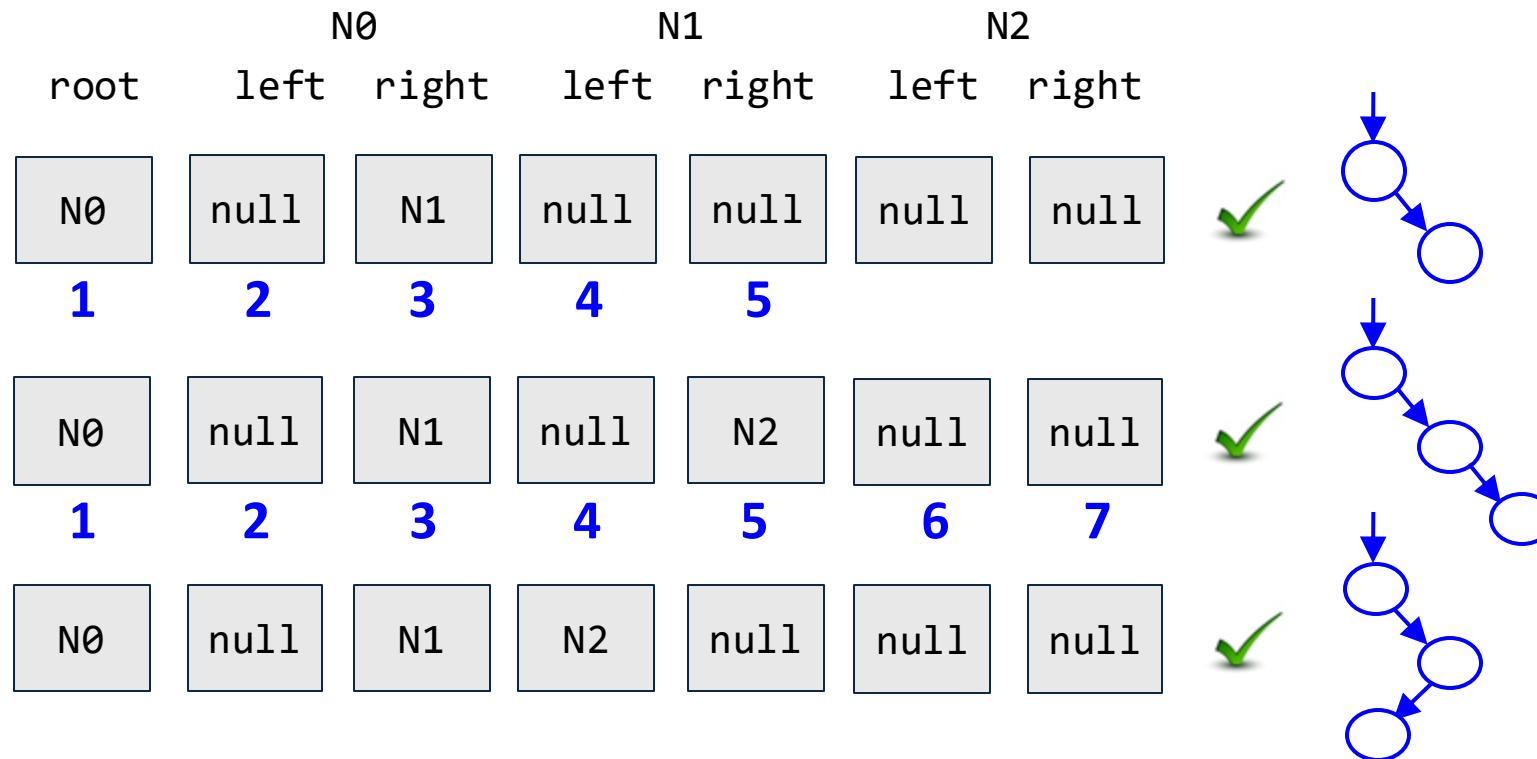 N0 N1 N2
root left right left right left right
N0 null N1 null null null null
1 2 3 4 5
N0 null N1 null N2 null null
1 2 3 4 5 6 7
N0 null N1 N2 null null null